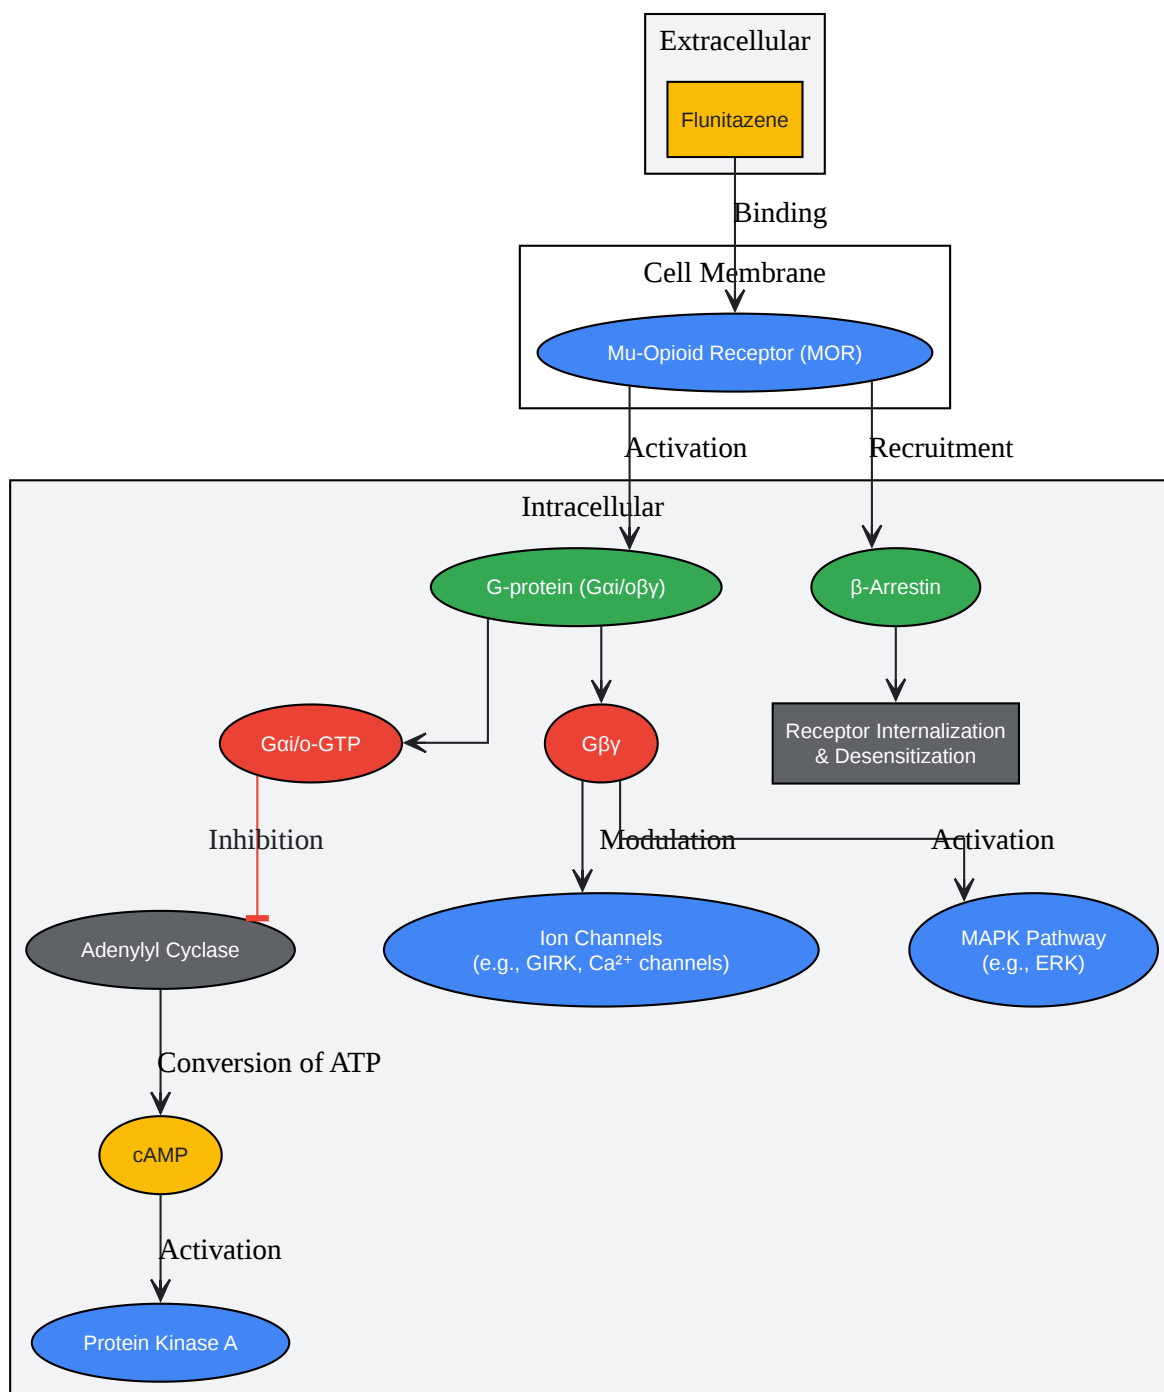 Extracellular
Flunitazene
Binding
Cell Membrane
Mu-Opioid Receptor (MOR)
Activation
Recruitment
Intracellular
G-protein (Gαi/oβγ)
β-Arrestin
Gαi/o-GTP
Gβγ
Receptor Internalization
& Desensitization
Inhibition
Modulation
Activation
Adenylyl Cyclase
Ion Channels
(e.g., GIRK, Ca²⁺ channels)
MAPK Pathway
(e.g., ERK)
Conversion of ATP
cAMP
Activation
Protein Kinase A